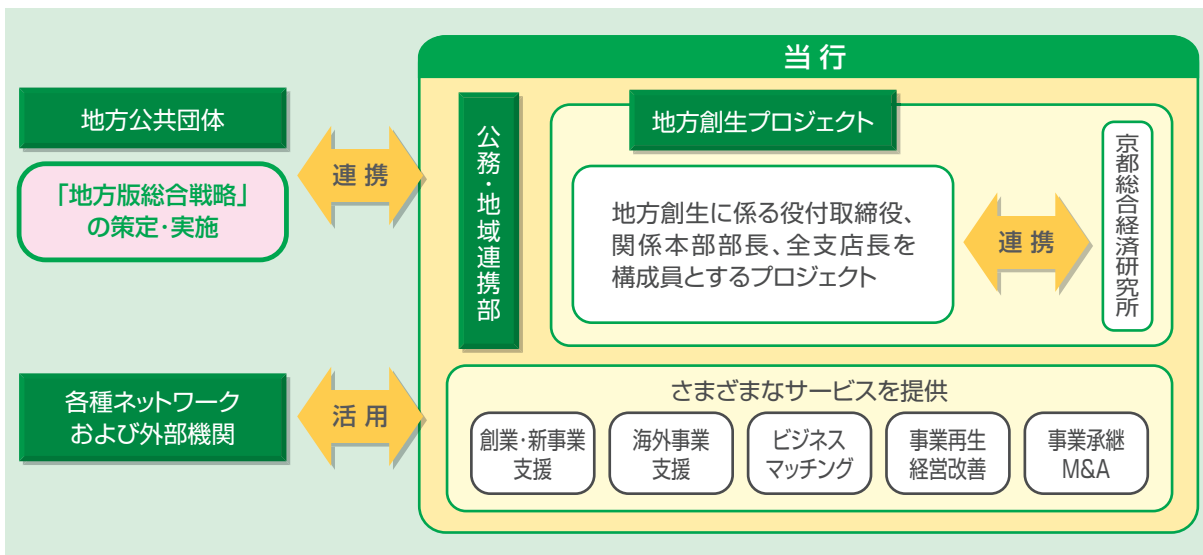 当行
地方公共団体
「地方版総合戦略」
の策定・実施
連携
公務・地域連携部
地方創生プロジェクト
地方創生に係る役付取締役、
関係本部部長、全支店長を
構成員とするプロジェクト
連携
京都総合経済研究所
各種ネットワーク
および外部機関
活用
さまざまなサービスを提供
創業・新事業
支援
海外事業
支援
ビジネス
マッチング
事業再生
経営改善
事業承継
M&A